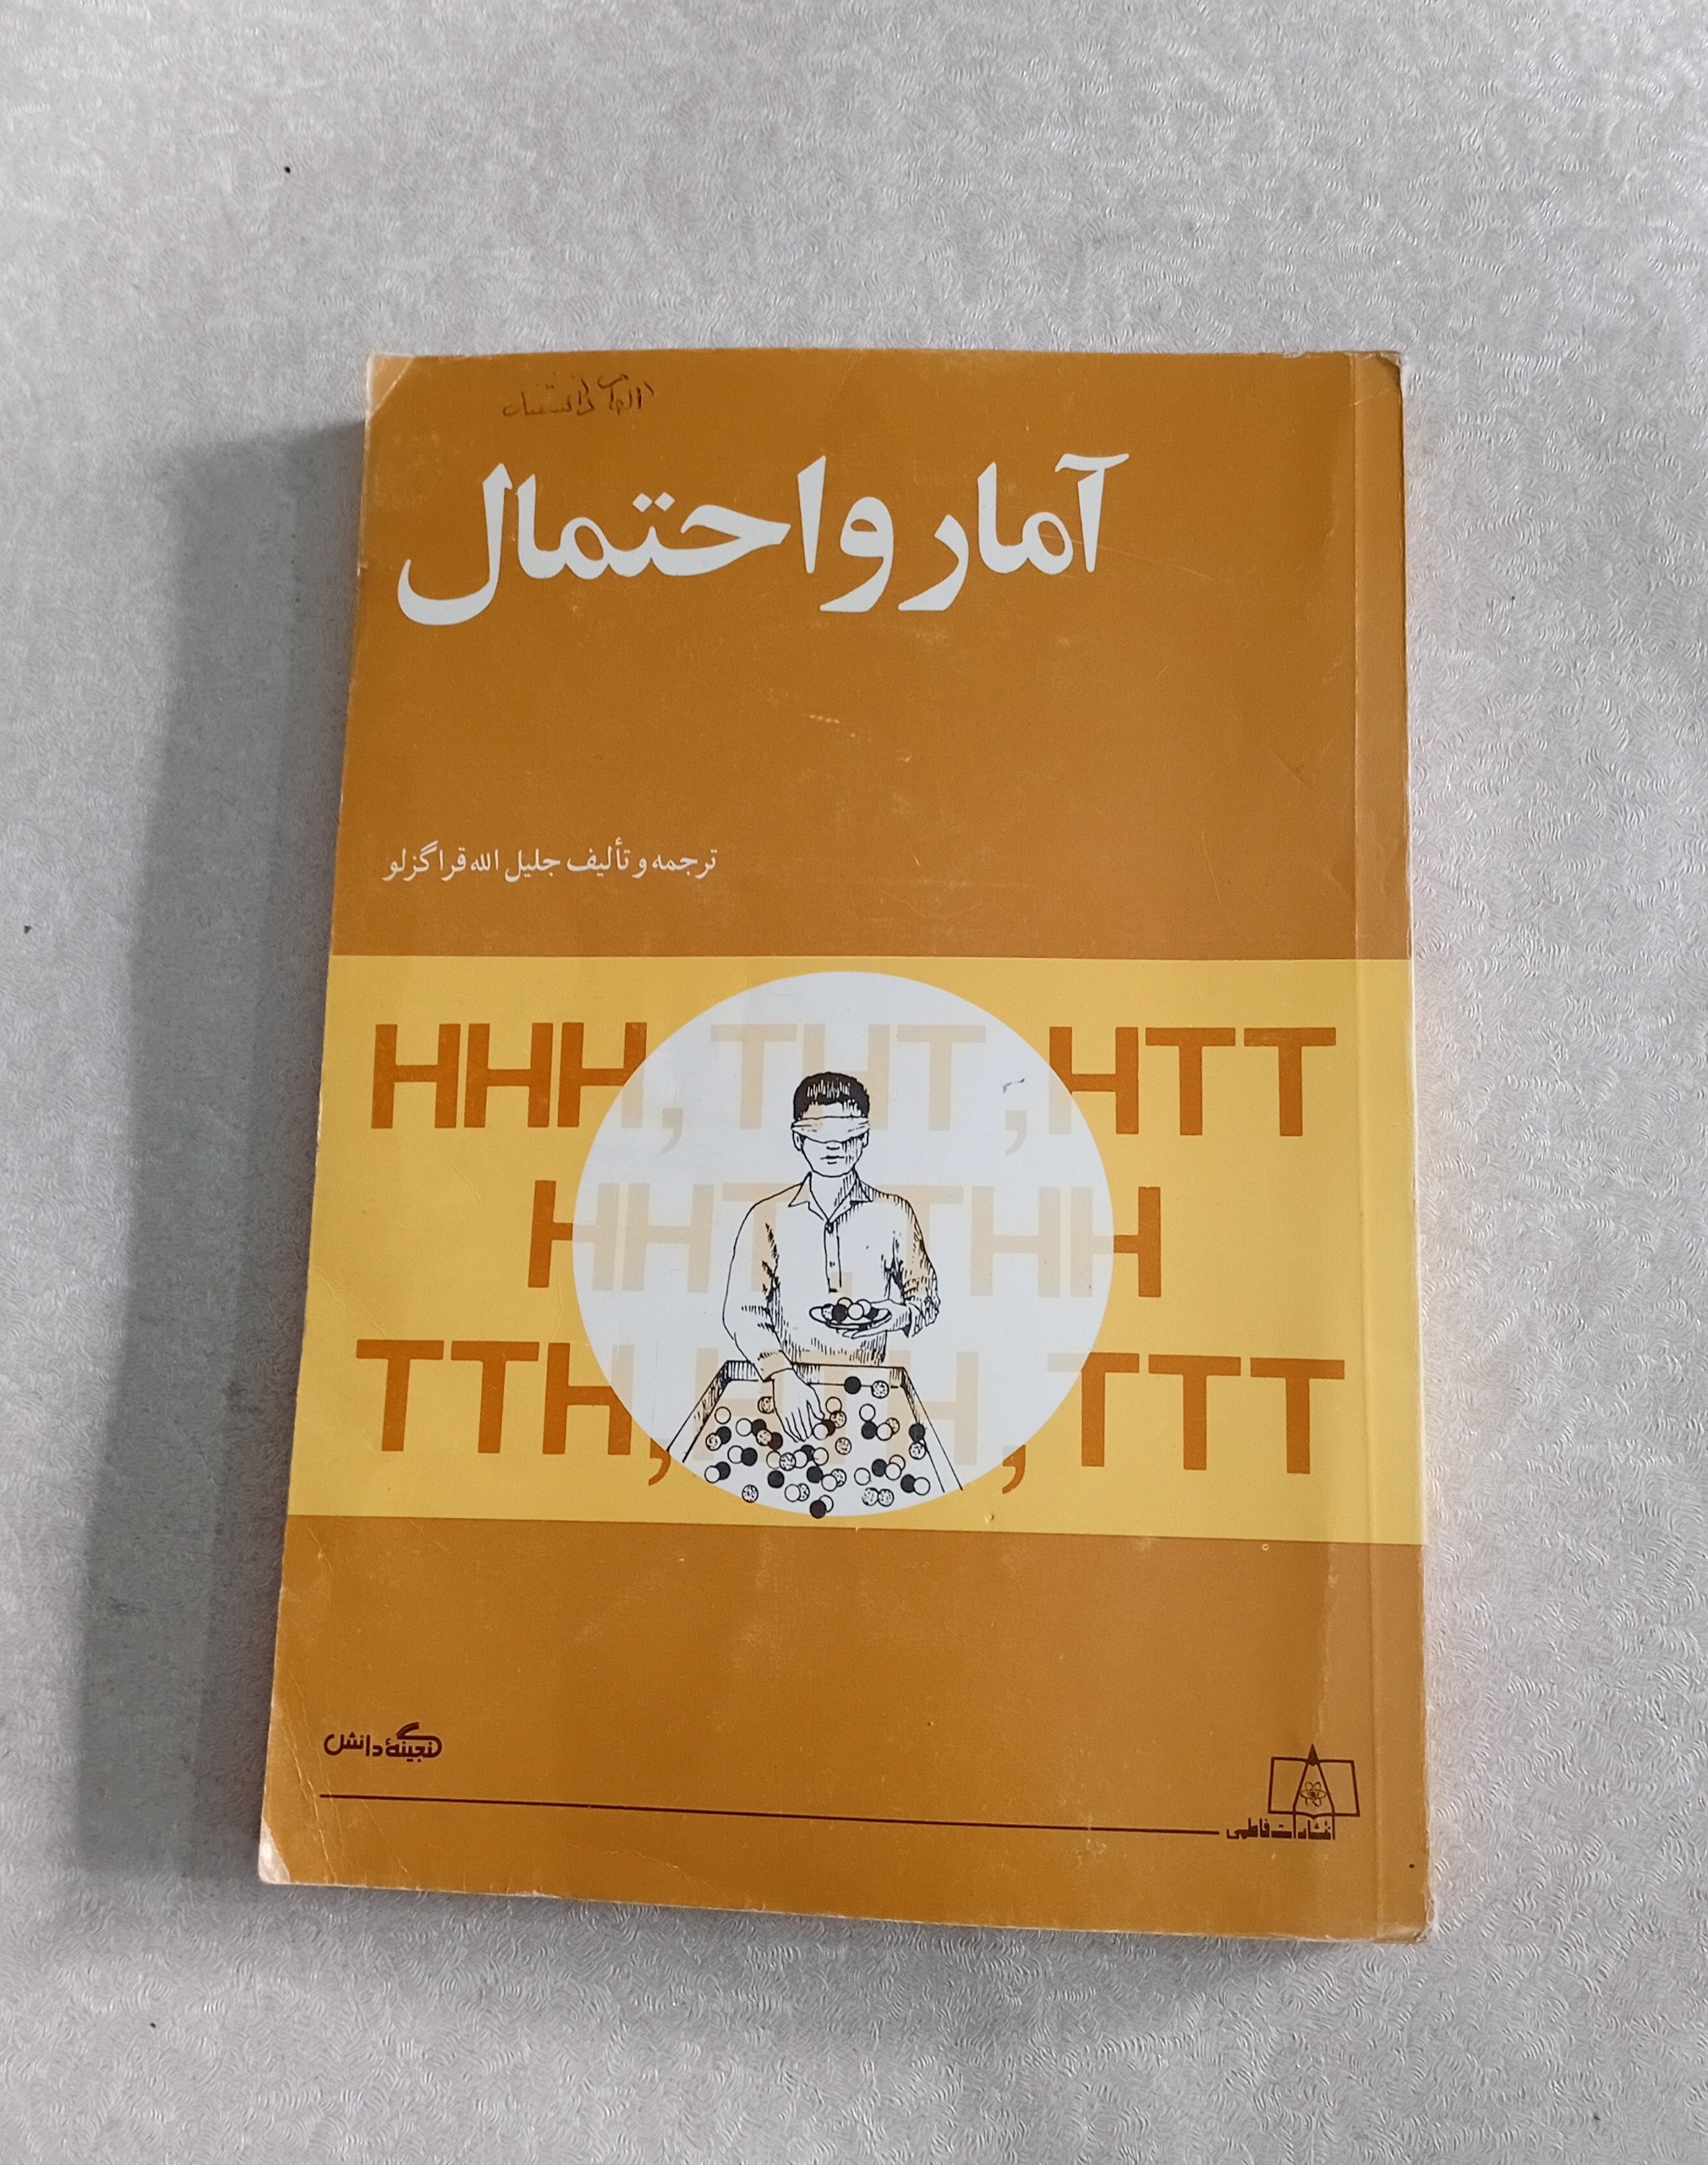 آمار و احتمال
ترجمه و تألیف جلیل الله قراگزلو
HHH, THT, HTT
HHT, THH
TTH, HTH, TTT
گنجینهٔ دانش
انتشارات فاطمی